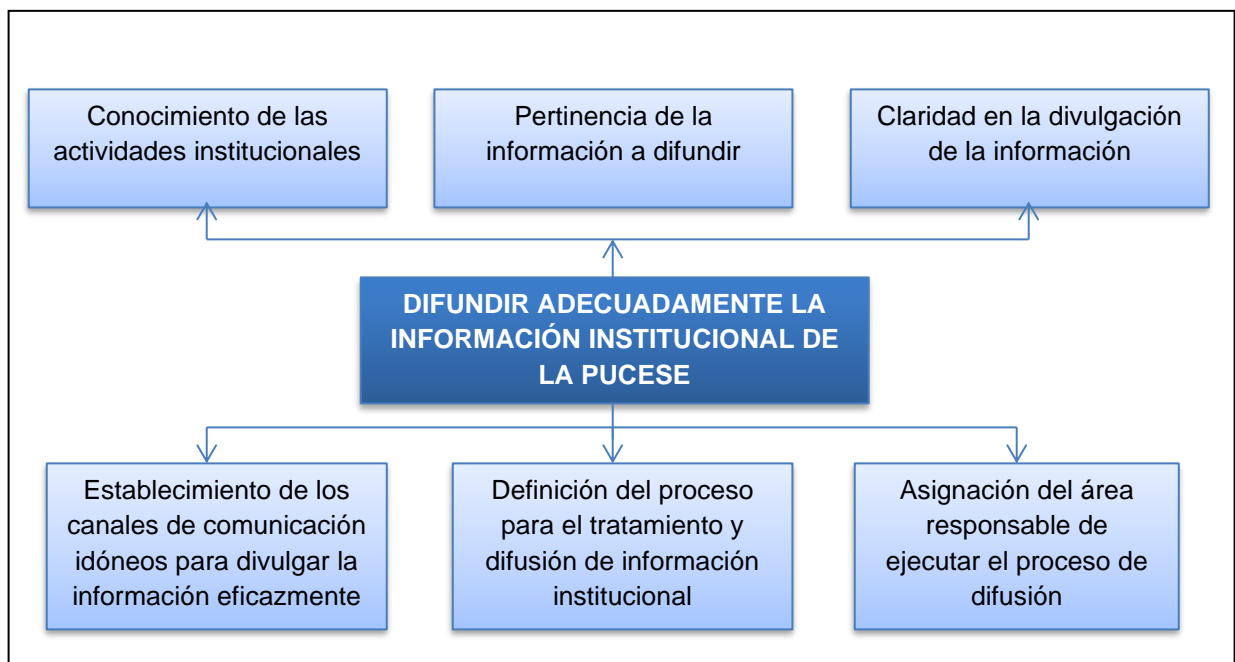 Conocimiento de las
actividades institucionales
Pertinencia de la
información a difundir
Claridad en la divulgación
de la información
DIFUNDIR ADECUADAMENTE LA
INFORMACIÓN INSTITUCIONAL DE
LA PUCESE
Establecimiento de los
canales de comunicación
idóneos para divulgar la
información eficazmente
Definición del proceso
para el tratamiento y
difusión de información
institucional
Asignación del área
responsable de
ejecutar el proceso de
difusión